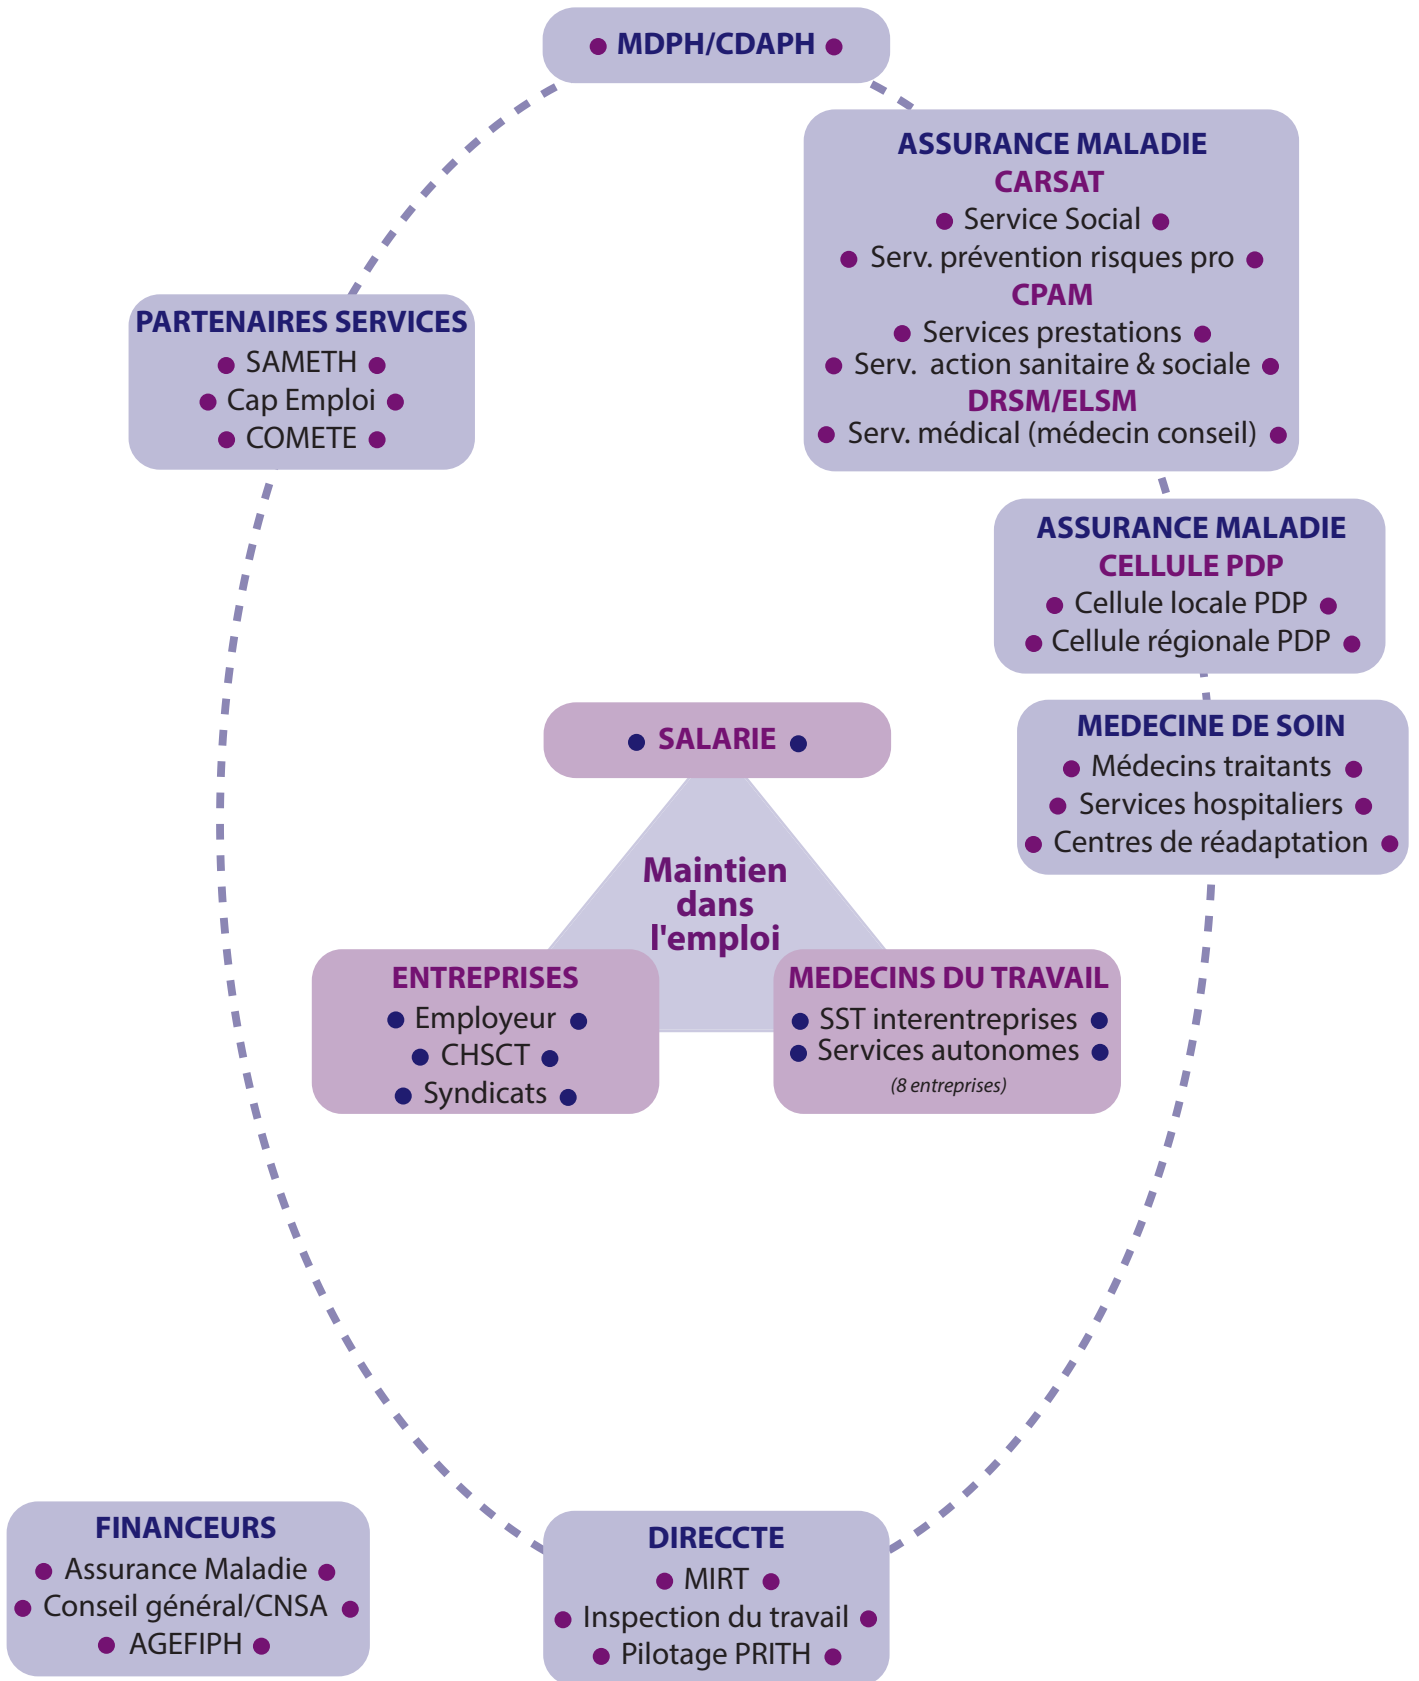 MDPH/CDAPH
ASSURANCE MALADIE
CARSAT
Service Social
Serv. prévention risques pro
CPAM
Services prestations
Serv. action sanitaire & sociale
DRSM/ELSM
Serv. médical (médecin conseil)
PARTENAIRES SERVICES
SAMETH
Cap Emploi
COMETE
ASSURANCE MALADIE
CELLULE PDP
Cellule locale PDP
Cellule régionale PDP
MEDECINE DE SOIN
Médecins traitants
Services hospitaliers
Centres de réadaptation
SALARIE
Maintien
dans
l'emploi
ENTREPRISES
Employeur
CHSCT
Syndicats
MEDECINS DU TRAVAIL
SST interentreprises
Services autonomes
(8 entreprises)
FINANCEURS
Assurance Maladie
Conseil général/CNSA
AGEFIPH
DIRECCTE
MIRT
Inspection du travail
Pilotage PRITH